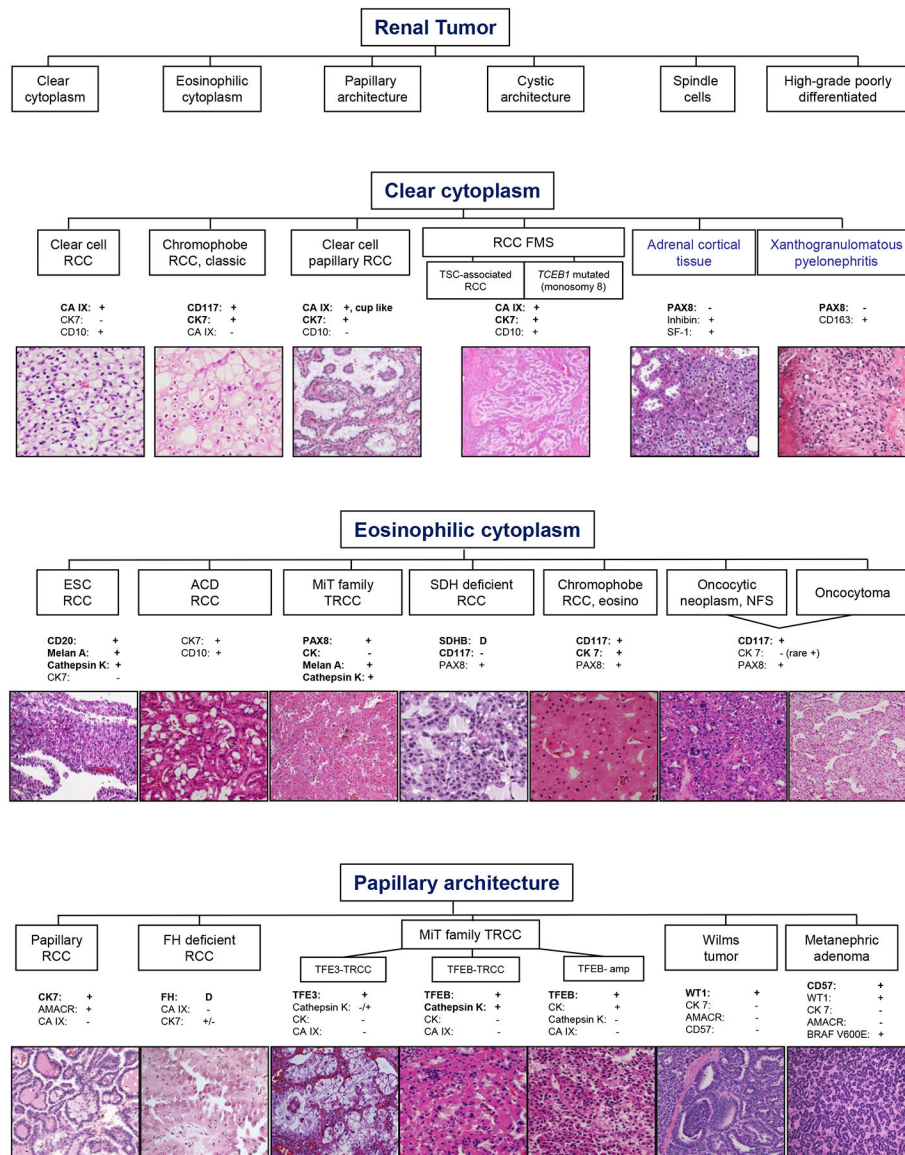 Renal Tumor
Clear
cytoplasm
Eosinophilic
cytoplasm
Papillary
architecture
Cystic
architecture
Spindle
cells
High-grade poorly
differentiated
Clear cytoplasm
Clear cell
RCC
Chromophobe
RCC, classic
Clear cell
papillary RCC
RCC FMS
TSC-associated
RCC
TCEB1 mutated
(monosomy 8)
Adrenal cortical
tissue
Xanthogranulomatous
pyelonephritis
CA IX: +
CK7: -
CD10: +
CD117: +
CK7: +
CA IX: -
CA IX: +, cup like
CK7: +
CD10: -
CA IX: +
CK7: +
CD10: +
PAX8: -
Inhibin: +
SF-1: +
PAX8: -
CD163: +
Eosinophilic cytoplasm
ESC
RCC
ACD
RCC
MiT family
TRCC
SDH deficient
RCC
Chromophobe
RCC, eosino
Oncocytic
neoplasm, NFS
Oncocytoma
CD20: +
Melan A: +
Cathepsin K: +
CK7: -
CK7: +
CD10: +
PAX8: +
CK: -
Melan A: +
Cathepsin K: +
SDHB: D
CD117: -
PAX8: +
CD117: +
CK 7: +
PAX8: +
CD117: +
CK 7: - (rare +)
PAX8: +
Papillary architecture
Papillary
RCC
FH deficient
RCC
MiT family TRCC
TFE3-TRCC
TFEB-TRCC
TFEB- amp
Wilms
tumor
Metanephric
adenoma
CK7: +
AMACR: +
CA IX: -
FH: D
CA IX: -
CK7: +/-
TFE3: +
Cathepsin K: -/+
CK: -
CA IX: -
TFEB: +
Cathepsin K: +
CK: -
CA IX: -
TFEB: +
CK: +
Cathepsin K: -
CA IX: -
WT1: +
CK 7: -
AMACR: -
CD57: -
CD57: +
WT1: +
CK 7: -
AMACR: -
BRAF V600E: +